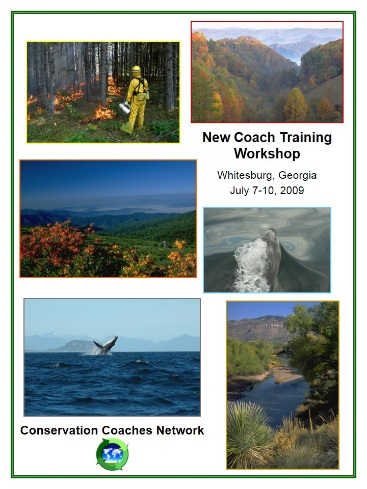 New Coach Training
Workshop
Whitesburg, Georgia
July 7-10, 2009
Conservation Coaches Network